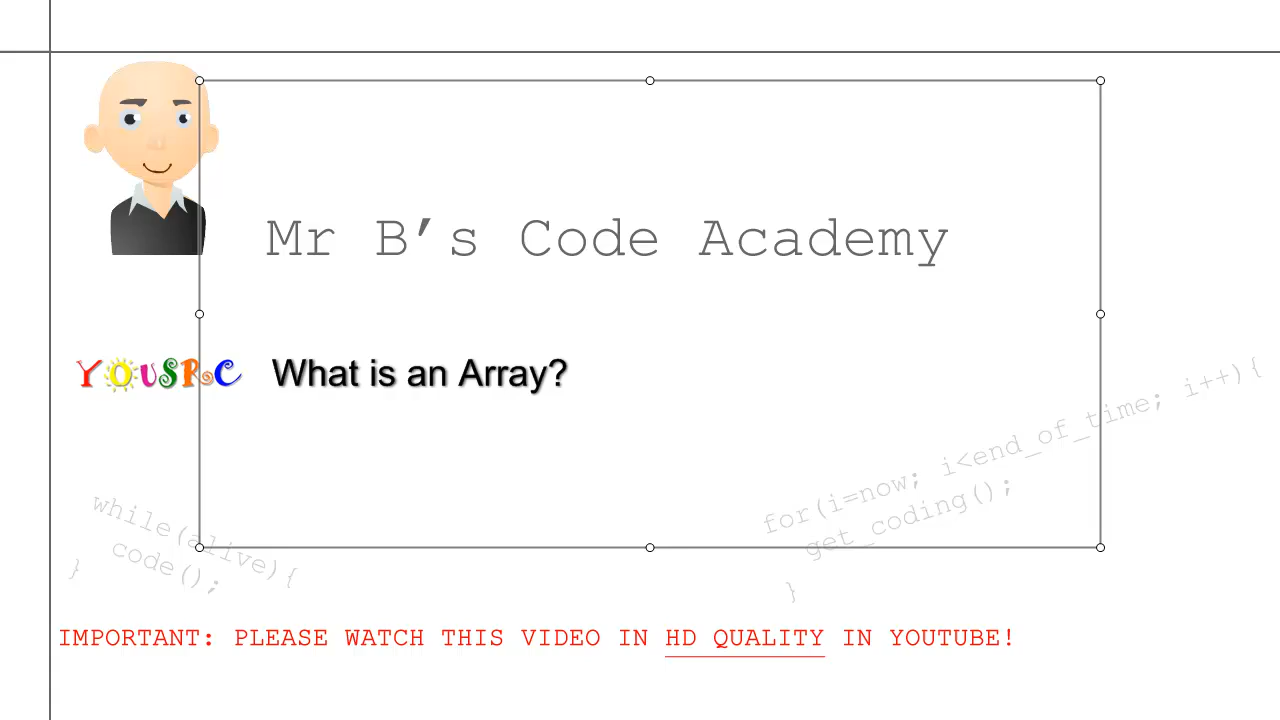 Mr B’s Code Academy
YOUSRC What is an Array?
for(i=now; i<end_of_time; i++){
get_coding();
}
while(alive){
code();
}
IMPORTANT: PLEASE WATCH THIS VIDEO IN HD QUALITY IN YOUTUBE!